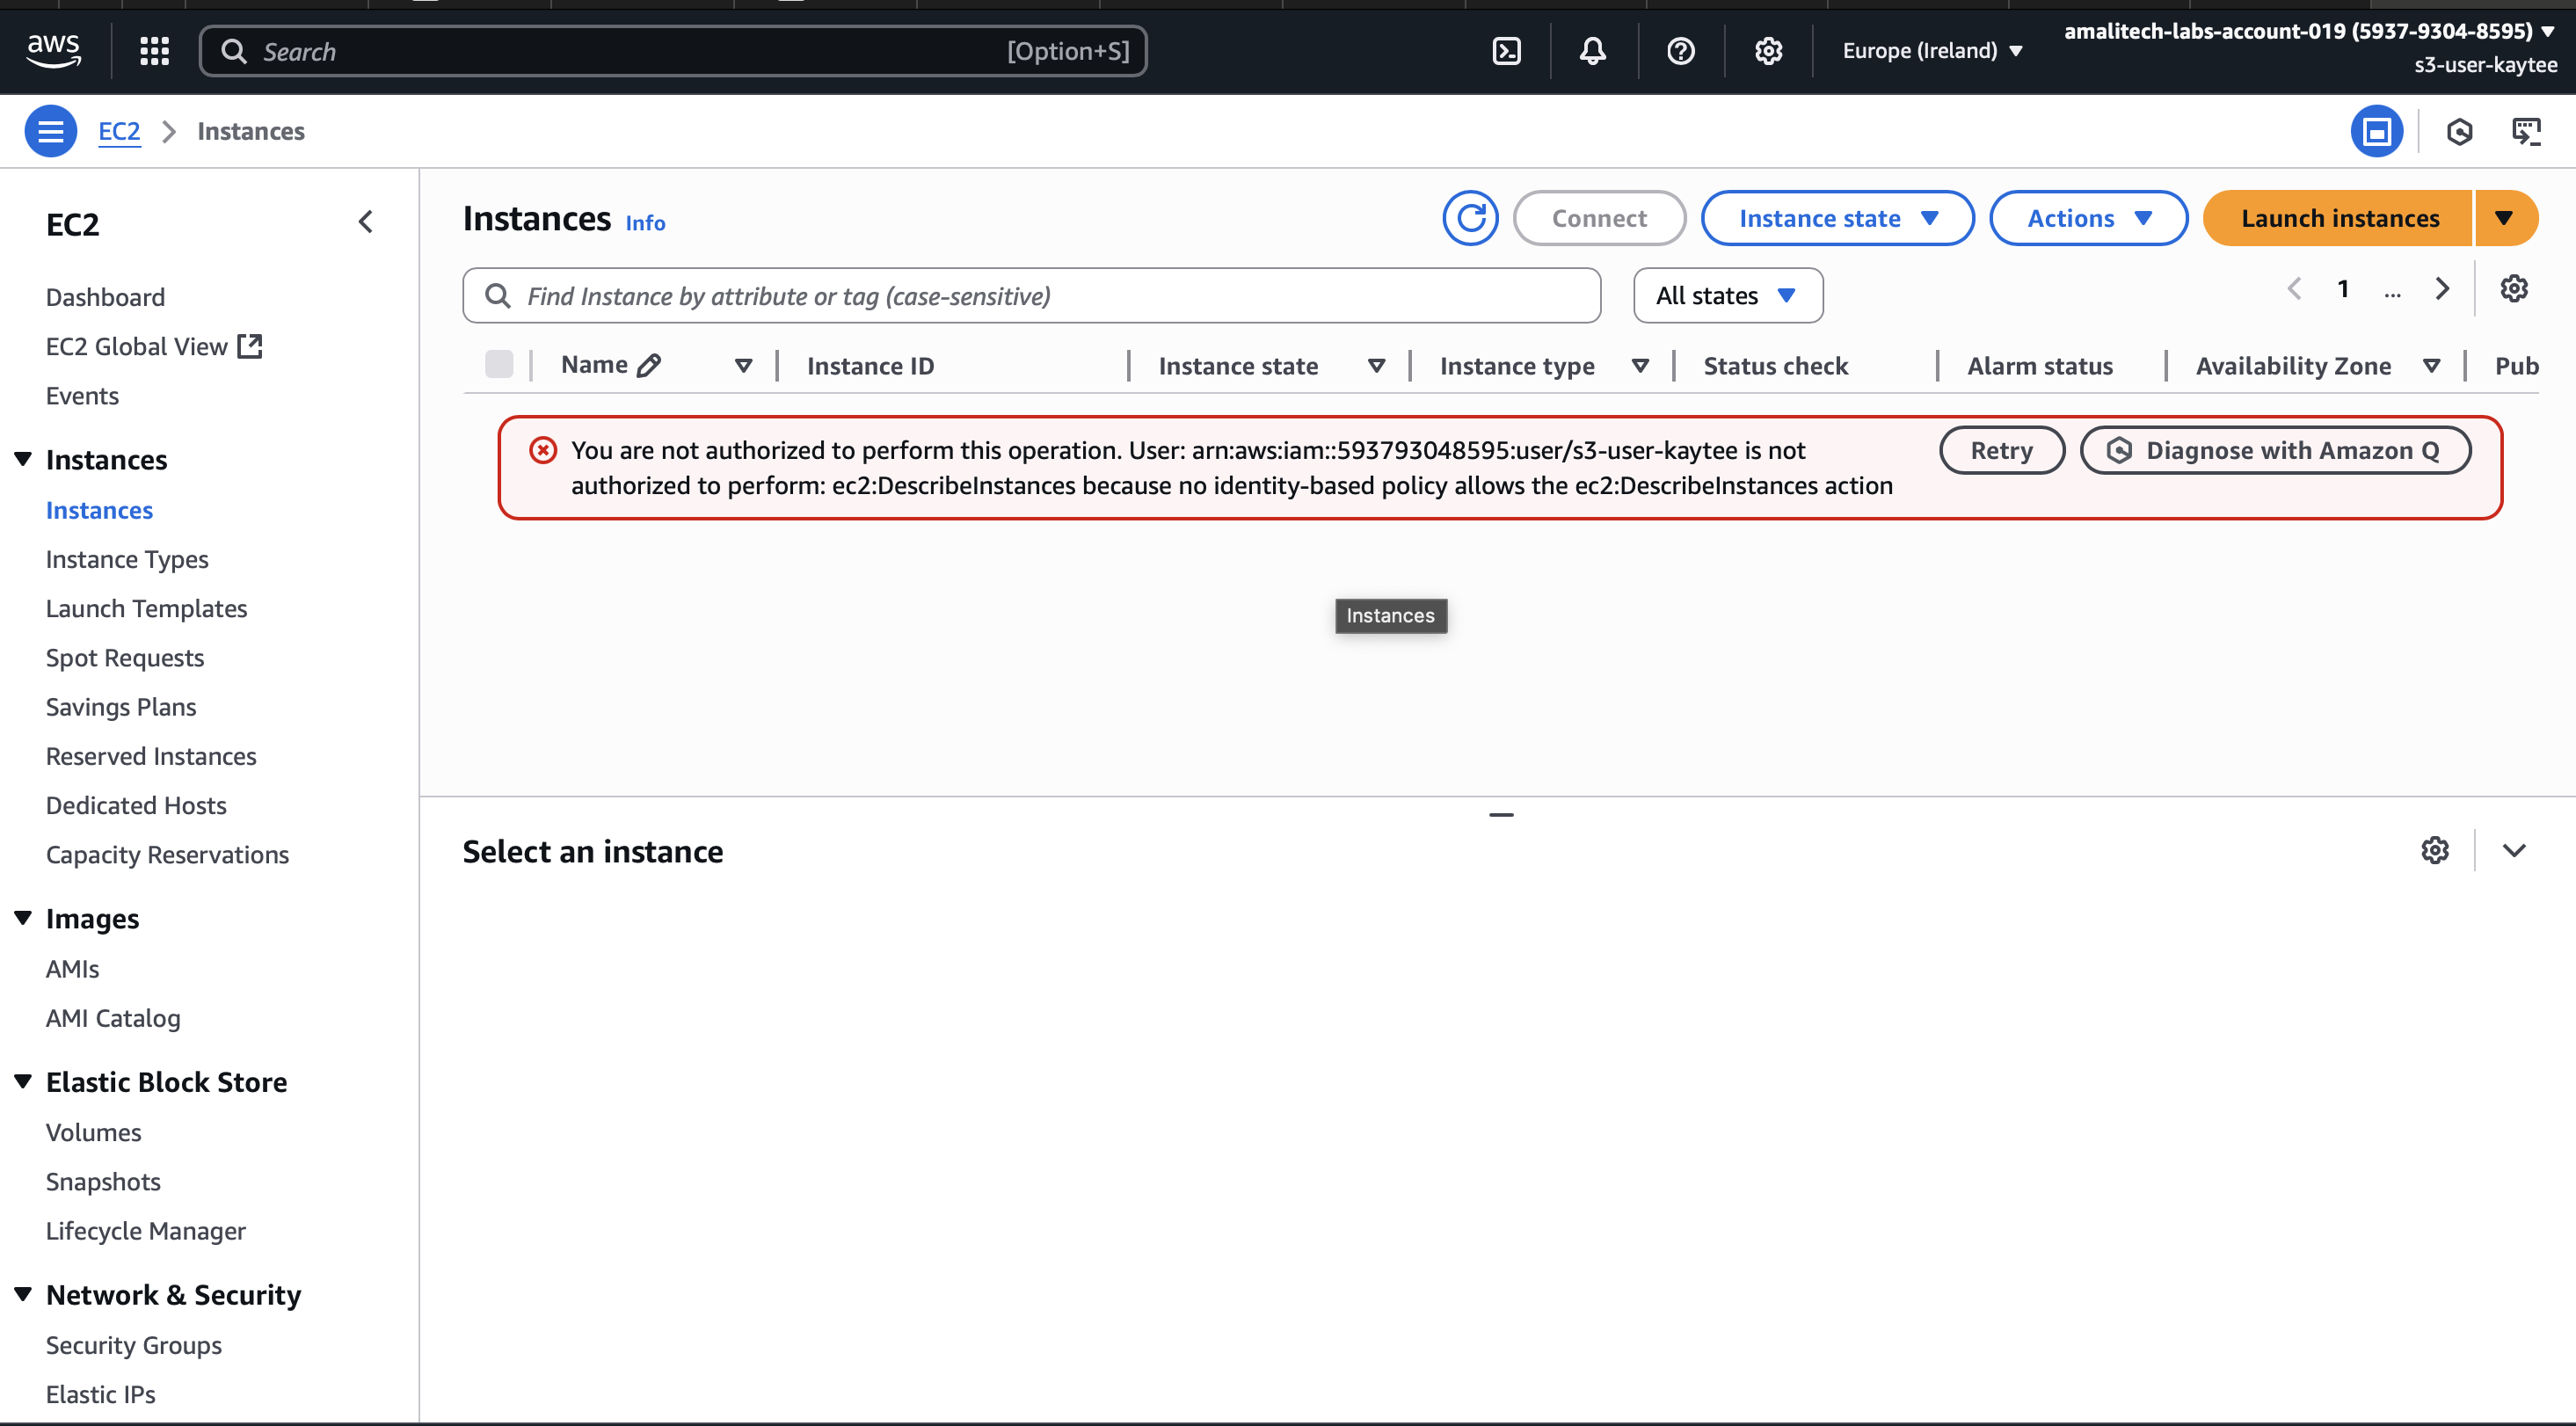 aws
Search
[Option+S]
Europe (Ireland)
amalitech-labs-account-019 (5937-9304-8595)
s3-user-kaytee
EC2
Instances
EC2
Dashboard
EC2 Global View
Events
Instances
Instances
Instance Types
Launch Templates
Spot Requests
Savings Plans
Reserved Instances
Dedicated Hosts
Capacity Reservations
Images
AMIs
AMI Catalog
Elastic Block Store
Volumes
Snapshots
Lifecycle Manager
Network & Security
Security Groups
Elastic IPs
Instances Info
Connect
Instance state
Actions
Launch instances
Find Instance by attribute or tag (case-sensitive)
All states
1 ...
Name
Instance ID
Instance state
Instance type
Status check
Alarm status
Availability Zone
Pub
You are not authorized to perform this operation. User: arn:aws:iam::593793048595:user/s3-user-kaytee is not
authorized to perform: ec2:DescribeInstances because no identity-based policy allows the ec2:DescribeInstances action
Retry
Diagnose with Amazon Q
Instances
Select an instance